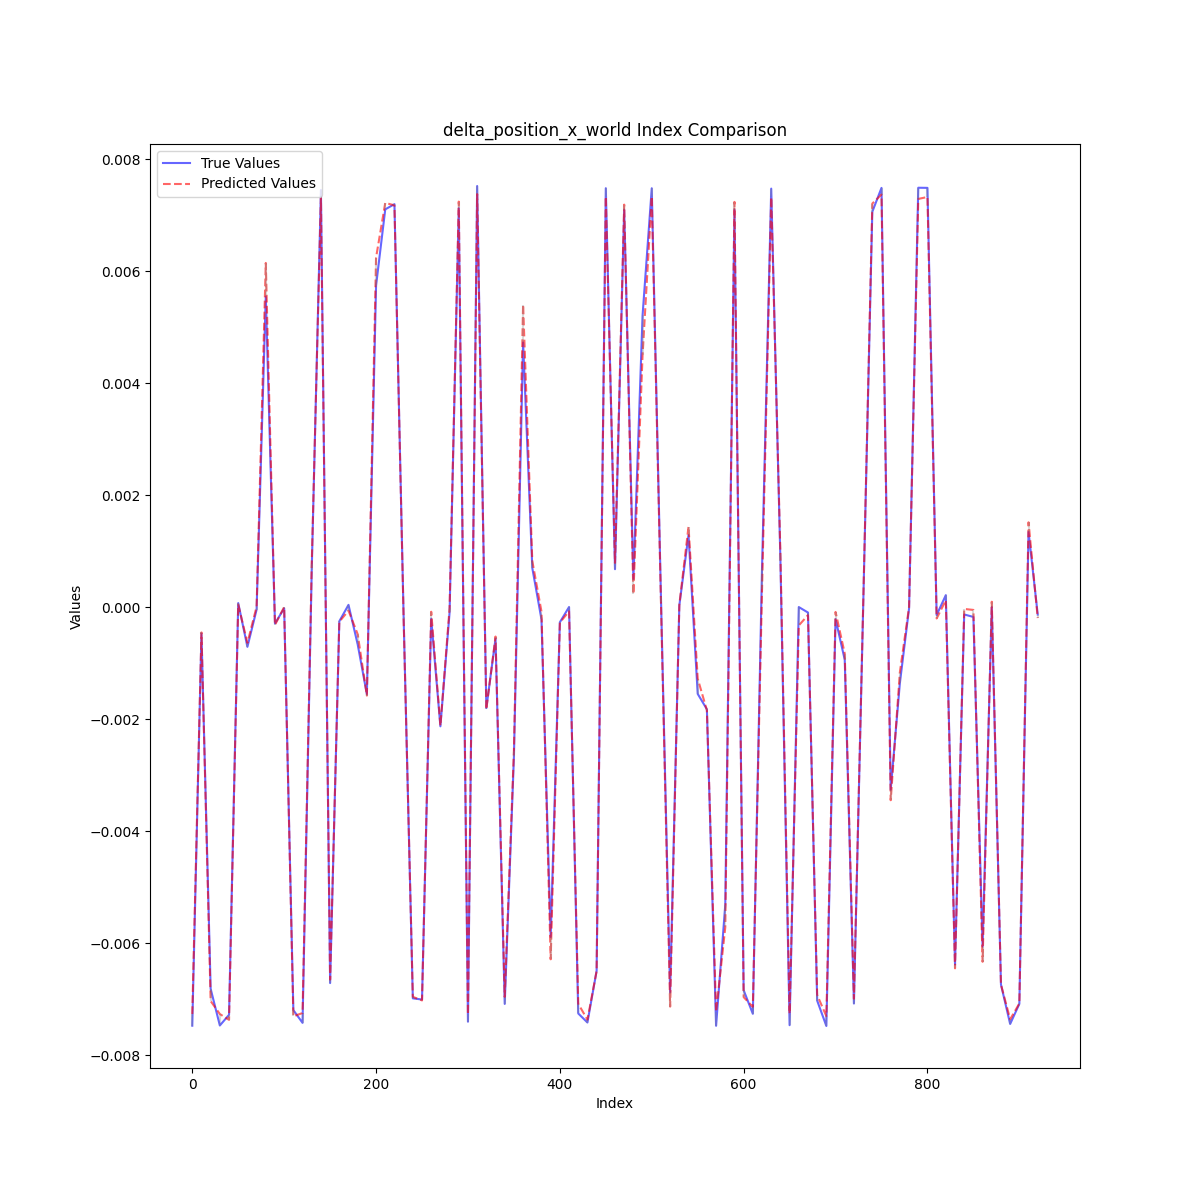 delta_position_x_world Index Comparison
True Values
Predicted Values
0.008
0.006
0.004
0.002
0.000
−0.002
−0.004
−0.006
−0.008
Values
0 200 400 600 800
Index